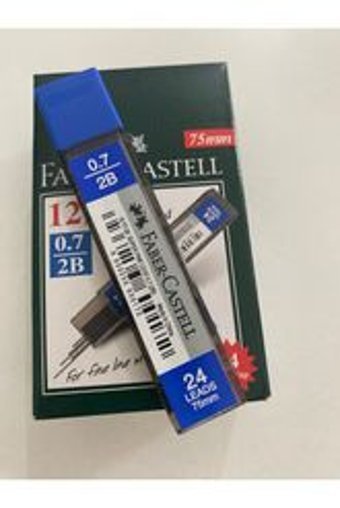 75mm
FABER-CASTELL
12
0.7
2B
For fine line
0.7
2B
FABER-CASTELL
24
LEADS
75mm